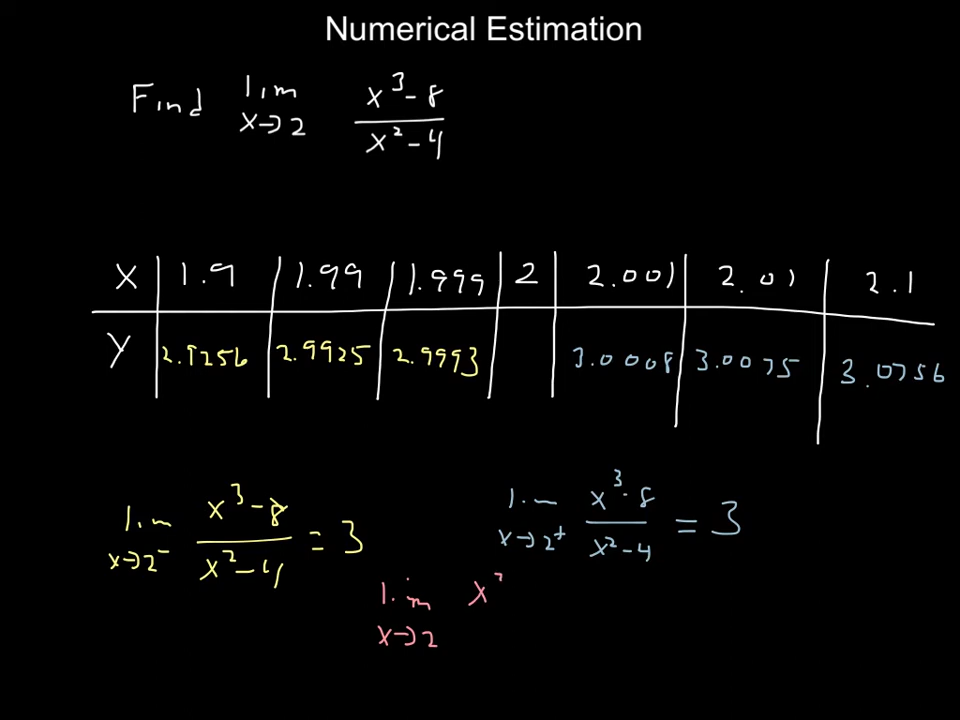 Numerical Estimation
Find lim x→2 x³-8 / x²-4
X 1.9 1.99 1.999 2 2.001 2.01 2.1
Y 2.9256 2.9925 2.9993 3.0008 3.0075 3.0756
lim x→2⁻ x³-8 / x²-4 = 3
lim x→2⁺ x³-8 / x²-4 = 3
lim x→2 x